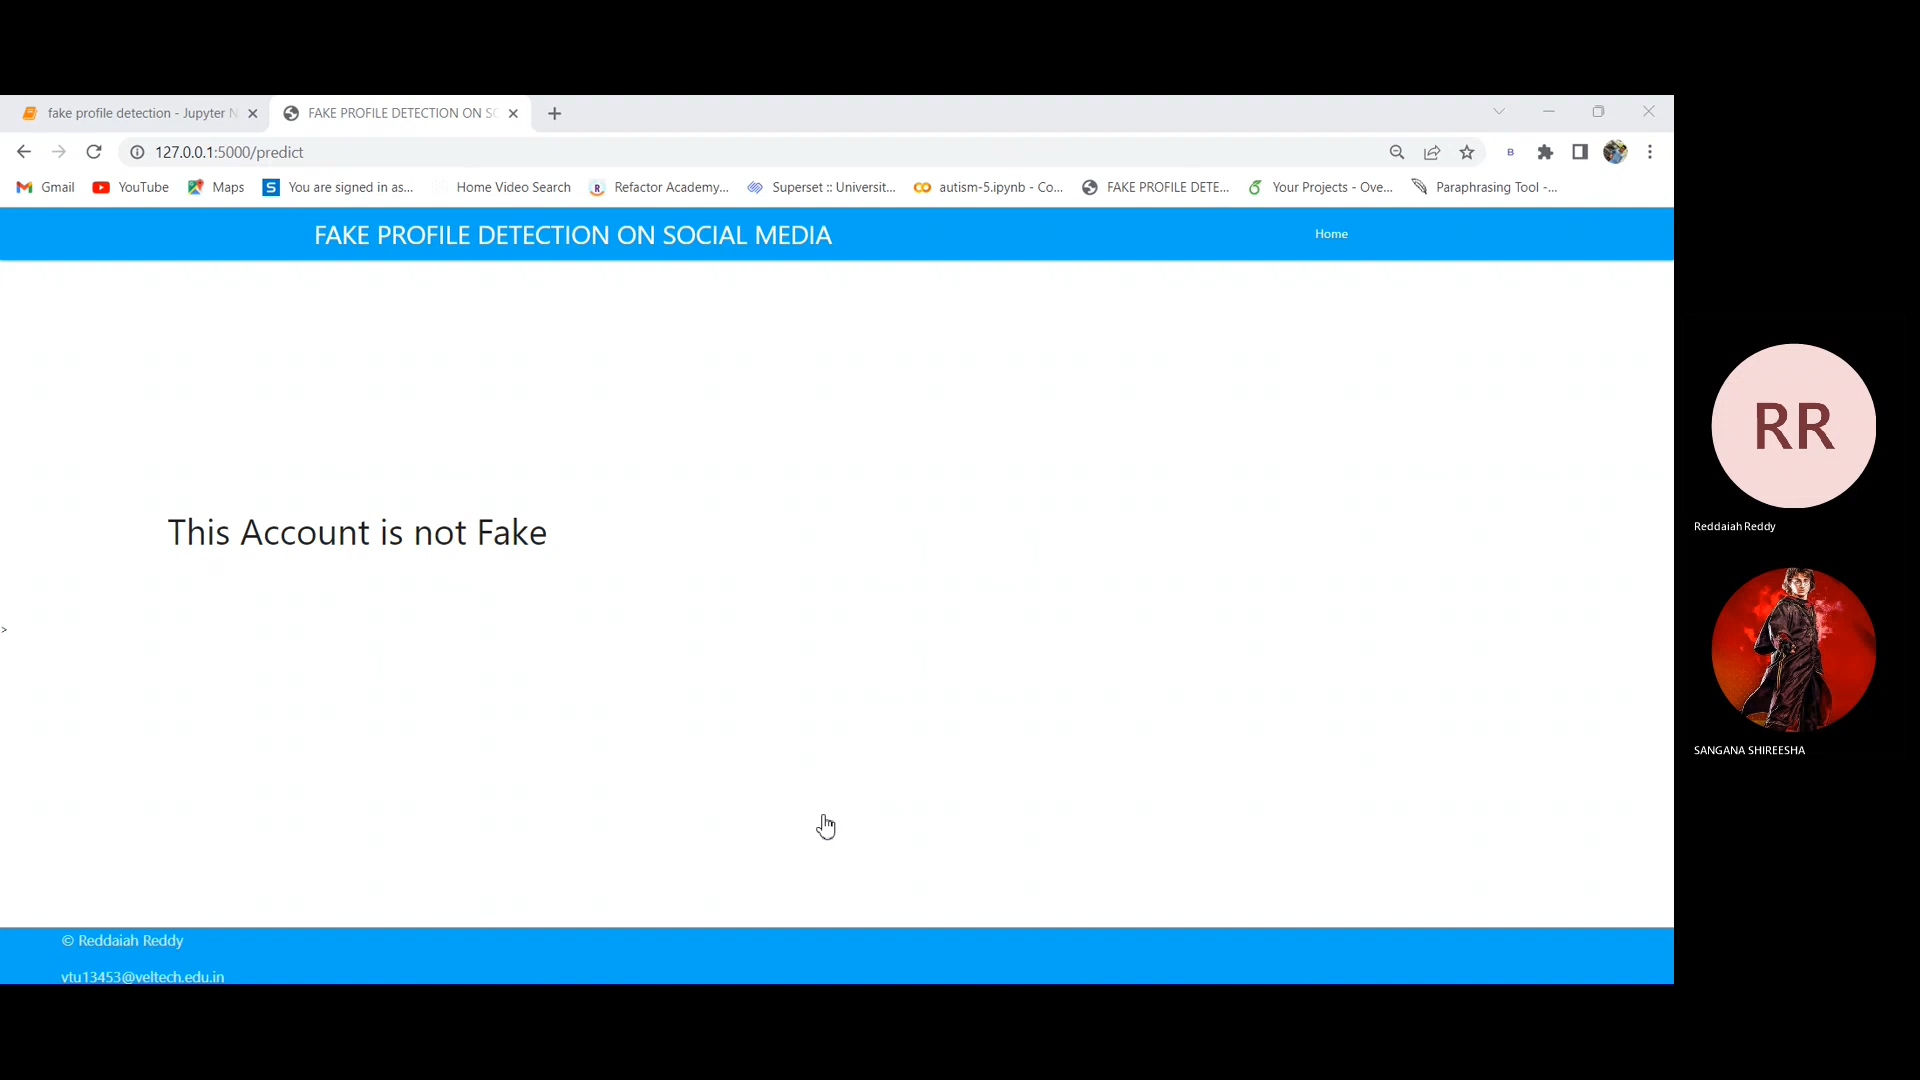 fake profile detection - Jupyter N
FAKE PROFILE DETECTION ON SO
127.0.0.1:5000/predict
B
Gmail
YouTube
Maps
S
You are signed in as...
Home Video Search
R
Refactor Academy...
Superset :: Universit...
autism-5.ipynb - Co...
FAKE PROFILE DETE...
Your Projects - Ove...
Paraphrasing Tool -...
FAKE PROFILE DETECTION ON SOCIAL MEDIA
Home
This Account is not Fake
>
© Reddaiah Reddy
vtu13453@veltech.edu.in
RR
Reddaiah Reddy
SANGANA SHIREESHA